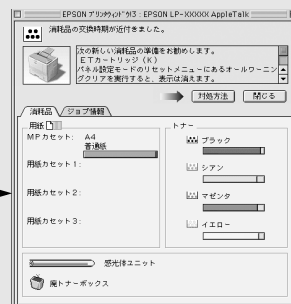 EPSON プリンタウィンドウ!3 : EPSON LP-XXXXX AppleTalk
消耗品の交換時期が近付きました。
次の新しい消耗品の準備をお勧めします。
ＥＴカートリッジ（Ｋ）
パネル設定モードのリセットメニューにあるオールワーニン
グクリアを実行すると、表示は消えます。
対処方法 閉じる
消耗品 ジョブ情報
用紙
MPカセット: A4
普通紙
用紙カセット1:
用紙カセット2:
用紙カセット3:
トナー
ブラック
シアン
マゼンタ
イエロー
感光体ユニット
廃トナーボックス